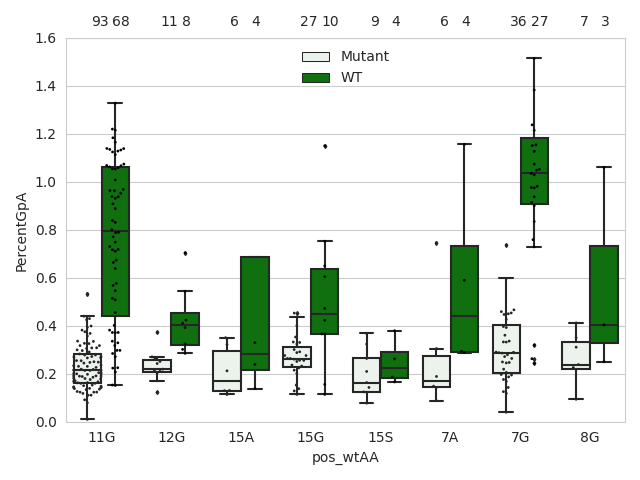 93 68 11 8 6 4 27 10 9 4 6 4 36 27 7 3
1.6
Mutant
WT
1.4
1.2
1.0
0.8
0.6
0.4
0.2
0.0
PercentGpA
11G 12G 15A 15G 15S 7A 7G 8G
pos_wtAA